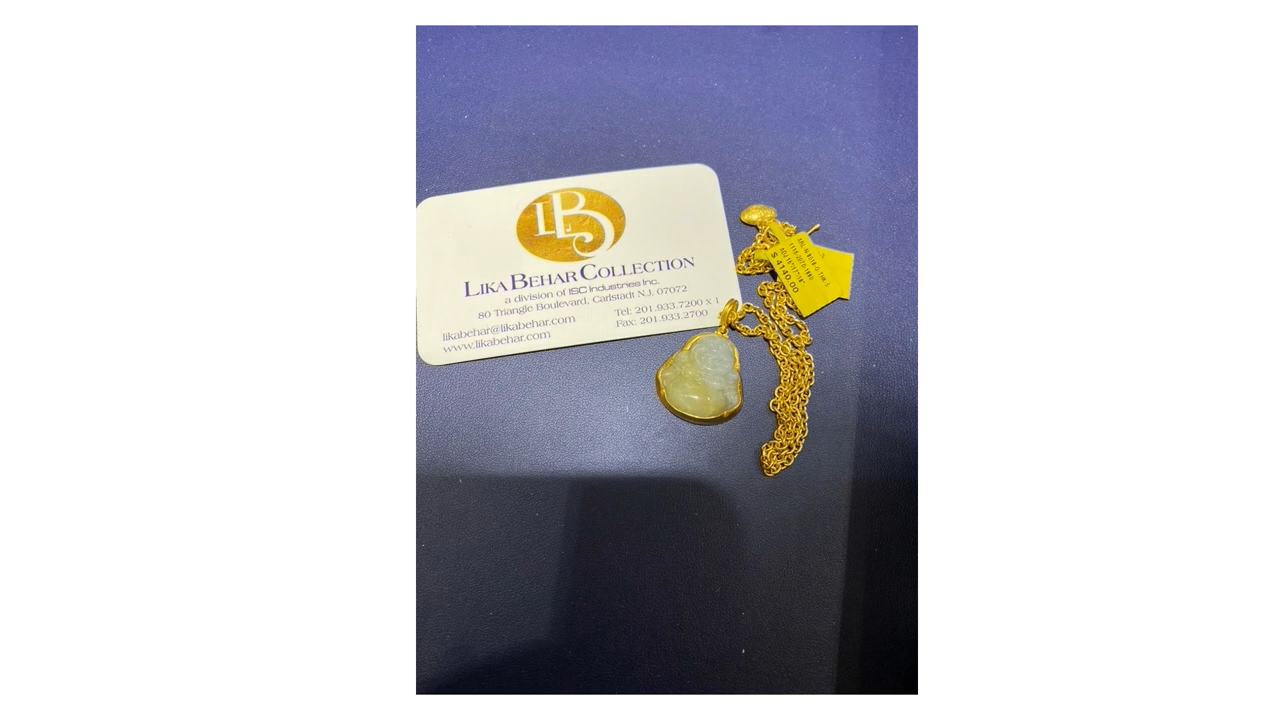 LB
LIKA BEHAR COLLECTION
a division of ISC Industries Inc.
80 Triangle Boulevard, Carlstadt N.J. 07072
likabehar@likabehar.com
www.likabehar.com
Tel: 201.933.7200 x 1
Fax: 201.933.2700
$ 4140.00